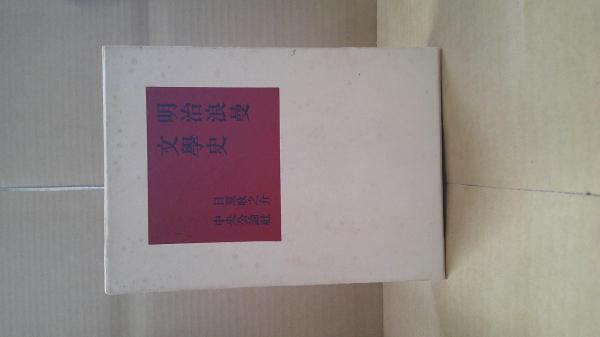 明治浪曼
文學史
日夏耿之介
中央公論社